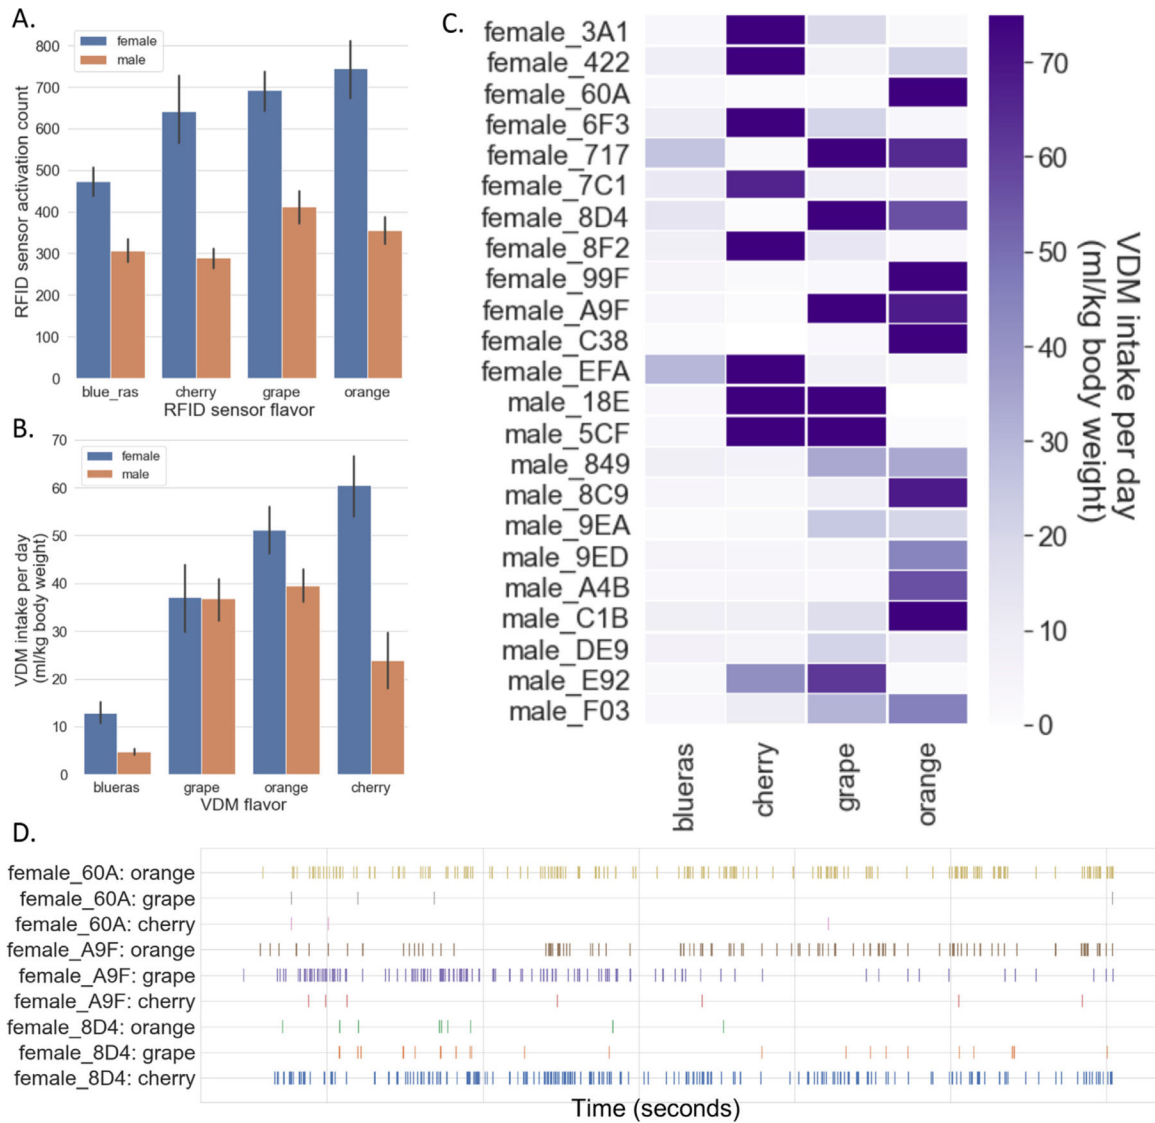 A.
female
male
800
700
600
500
400
300
200
100
0
RFID sensor activation count
blue_ras cherry grape orange
RFID sensor flavor
B.
female
male
70
60
50
40
30
20
10
0
VDM intake per day
(ml/kg body weight)
blueras grape orange cherry
VDM flavor
C.
female_3A1
female_422
female_60A
female_6F3
female_717
female_7C1
female_8D4
female_8F2
female_99F
female_A9F
female_C38
female_EFA
male_18E
male_5CF
male_849
male_8C9
male_9EA
male_9ED
male_A4B
male_C1B
male_DE9
male_E92
male_F03
blueras cherry grape orange
70
60
50
40
30
20
10
0
VDM intake per day
(ml/kg body weight)
D.
female_60A: orange
female_60A: grape
female_60A: cherry
female_A9F: orange
female_A9F: grape
female_A9F: cherry
female_8D4: orange
female_8D4: grape
female_8D4: cherry
Time (seconds)